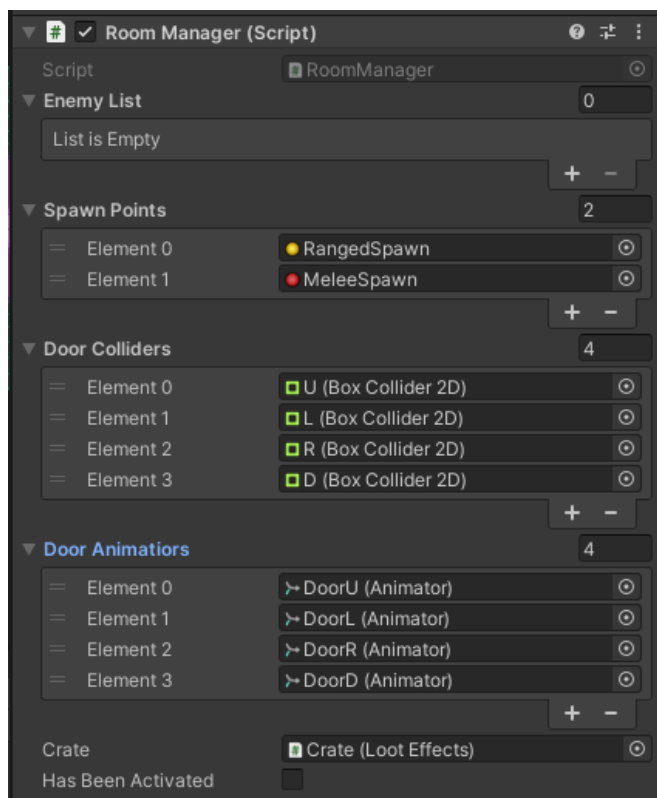 Room Manager (Script)
Script RoomManager
Enemy List 0
List is Empty
+ −
Spawn Points 2
Element 0 RangedSpawn
Element 1 MeleeSpawn
+ −
Door Colliders 4
Element 0 U (Box Collider 2D)
Element 1 L (Box Collider 2D)
Element 2 R (Box Collider 2D)
Element 3 D (Box Collider 2D)
+ −
Door Animatiors 4
Element 0 DoorU (Animator)
Element 1 DoorL (Animator)
Element 2 DoorR (Animator)
Element 3 DoorD (Animator)
+ −
Crate Crate (Loot Effects)
Has Been Activated